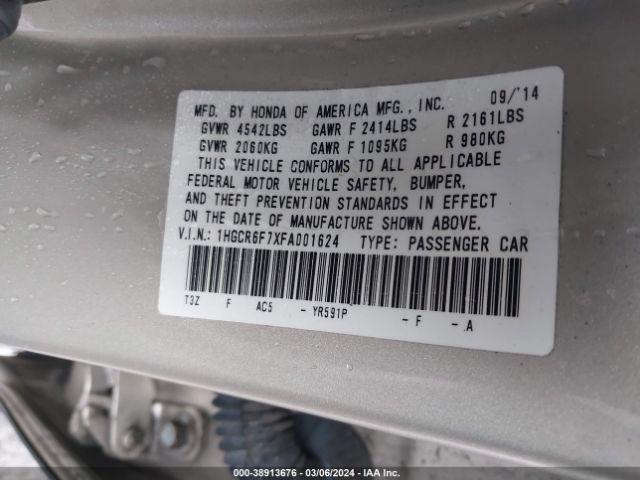 MFD. BY HONDA OF AMERICA MFG., INC. 09/'14
GVWR 4542LBS GAWR F 2414LBS R 2161LBS
GVWR 2060KG GAWR F 1095KG R 980KG
THIS VEHICLE CONFORMS TO ALL APPLICABLE
FEDERAL MOTOR VEHICLE SAFETY, BUMPER,
AND THEFT PREVENTION STANDARDS IN EFFECT
ON THE DATE OF MANUFACTURE SHOWN ABOVE.
V.I.N.: 1HGCR6F7XFA001624 TYPE: PASSENGER CAR
T3Z F AC5 - YR591P - F - A
000-38913676 | 03/06/2024 | IAA Inc.